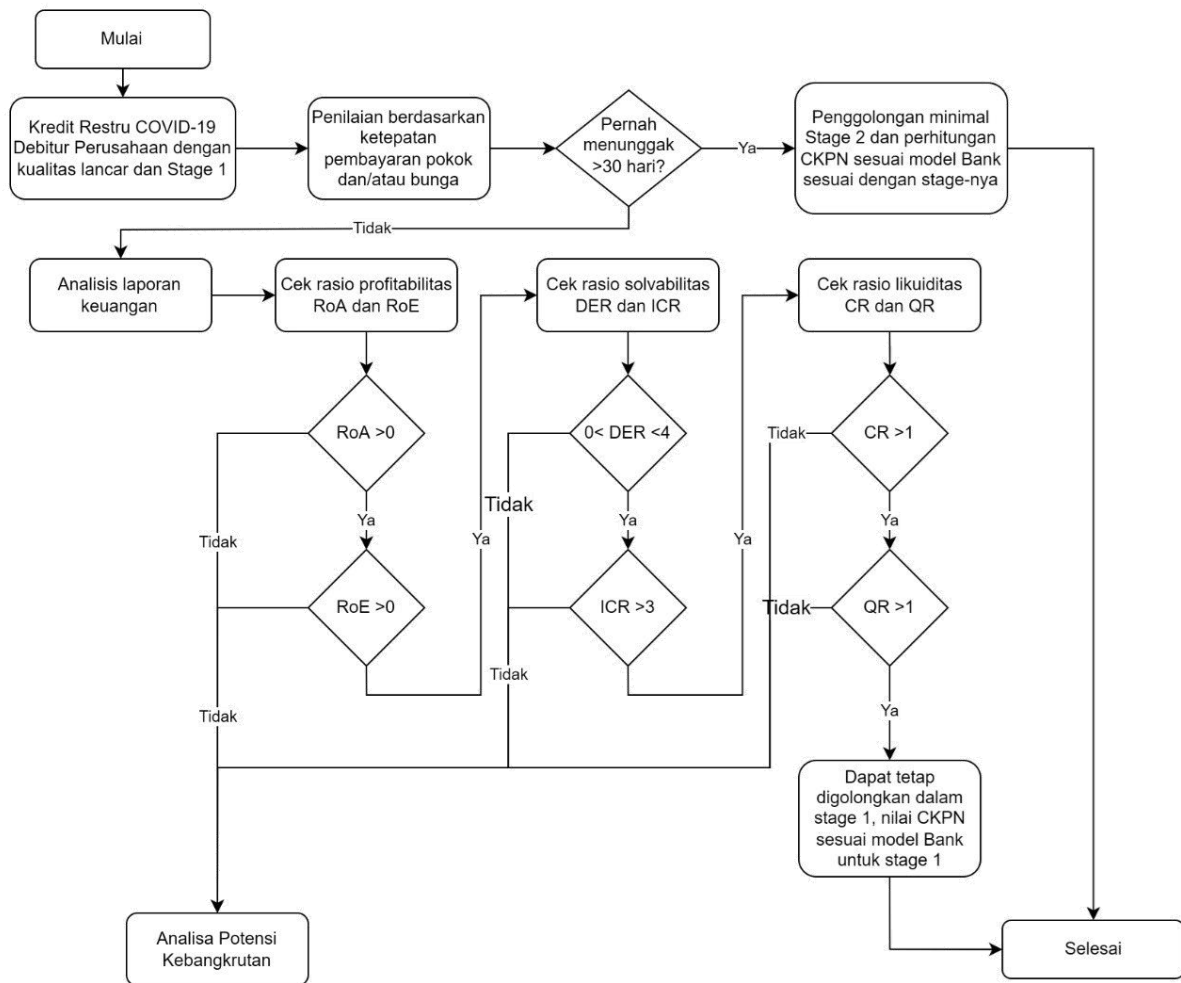 Mulai
Kredit Restru COVID-19
Debitur Perusahaan dengan
kualitas lancar dan Stage 1
Penilaian berdasarkan
ketepatan
pembayaran pokok
dan/atau bunga
Pernah
menunggak
>30 hari?
Ya
Penggolongan minimal
Stage 2 dan perhitungan
CKPN sesuai model Bank
sesuai dengan stage-nya
Tidak
Analisis laporan
keuangan
Cek rasio profitabilitas
RoA dan RoE
Cek rasio solvabilitas
DER dan ICR
Cek rasio likuiditas
CR dan QR
RoA >0
0< DER <4
Tidak
CR >1
Tidak
Ya
Ya
Ya
Tidak
Ya
Ya
RoE >0
ICR >3
Tidak
QR >1
Tidak
Tidak
Ya
Dapat tetap
digolongkan dalam
stage 1, nilai CKPN
sesuai model Bank
untuk stage 1
Analisa Potensi
Kebangkrutan
Selesai